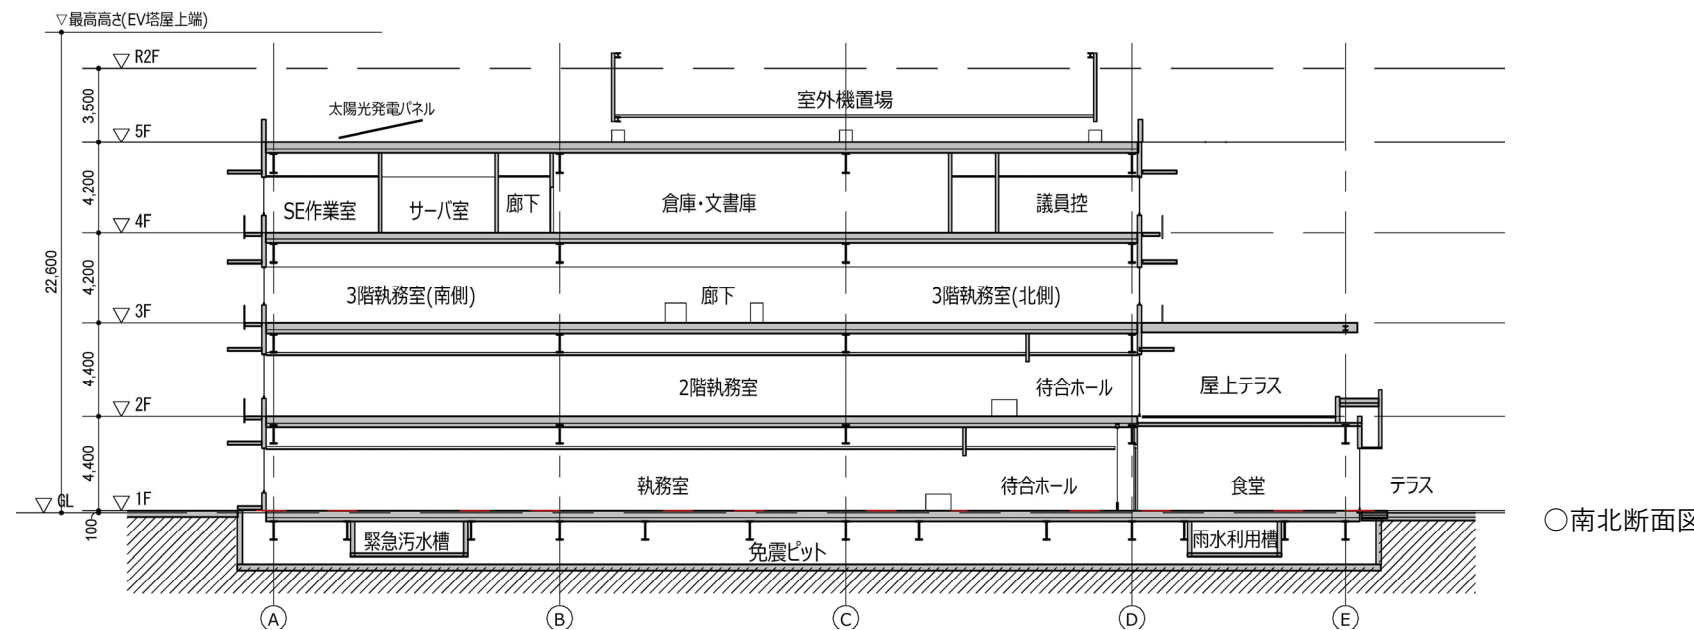 ▽最高高さ(EV塔屋上端)
▽ R2F
3,500
太陽光発電パネル
室外機置場
▽ 5F
4,200
SE作業室
サーバ室
廊下
倉庫・文書庫
議員控
▽ 4F
22,600
4,200
3階執務室(南側)
廊下
3階執務室(北側)
▽ 3F
4,400
2階執務室
待合ホール
屋上テラス
▽ 2F
4,400
執務室
待合ホール
食堂
テラス
▽ GL
▽ 1F
100
緊急汚水槽
免震ピット
雨水利用槽
○南北断面図
A
B
C
D
E